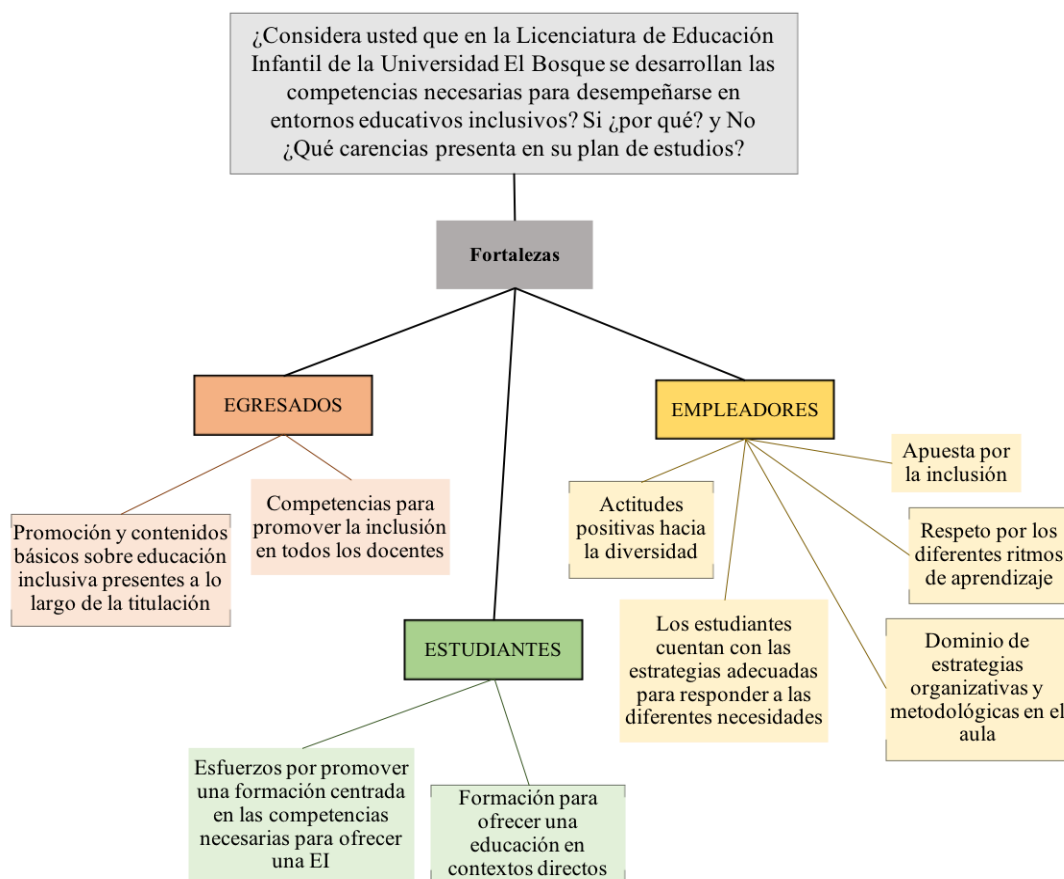 ¿Considera usted que en la Licenciatura de Educación
Infantil de la Universidad El Bosque se desarrollan las
competencias necesarias para desempeñarse en
entornos educativos inclusivos? Si ¿por qué? y No
¿Qué carencias presenta en su plan de estudios?
Fortalezas
EGRESADOS
Promoción y contenidos
básicos sobre educación
inclusiva presentes a lo
largo de la titulación
Competencias para
promover la inclusión
en todos los docentes
ESTUDIANTES
Esfuerzos por promover
una formación centrada
en las competencias
necesarias para ofrecer
una EI
Formación para
ofrecer una
educación en
contextos directos
EMPLEADORES
Actitudes
positivas hacia
la diversidad
Los estudiantes
cuentan con las
estrategias adecuadas
para responder a las
diferentes necesidades
Apuesta por
la inclusión
Respeto por los
diferentes ritmos
de aprendizaje
Dominio de
estrategias
organizativas y
metodológicas en el
aula